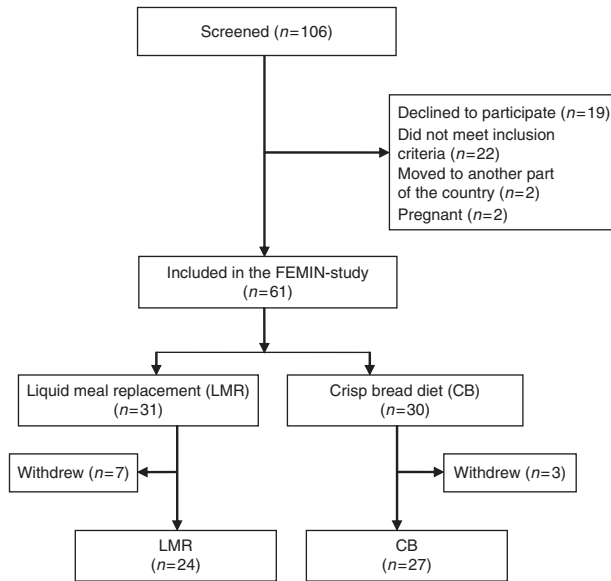 Screened (n=106)
Declined to participate (n=19)
Did not meet inclusion
criteria (n=22)
Moved to another part
of the country (n=2)
Pregnant (n=2)
Included in the FEMIN-study
(n=61)
Liquid meal replacement (LMR)
(n=31)
Crisp bread diet (CB)
(n=30)
Withdrew (n=7)
Withdrew (n=3)
LMR
(n=24)
CB
(n=27)